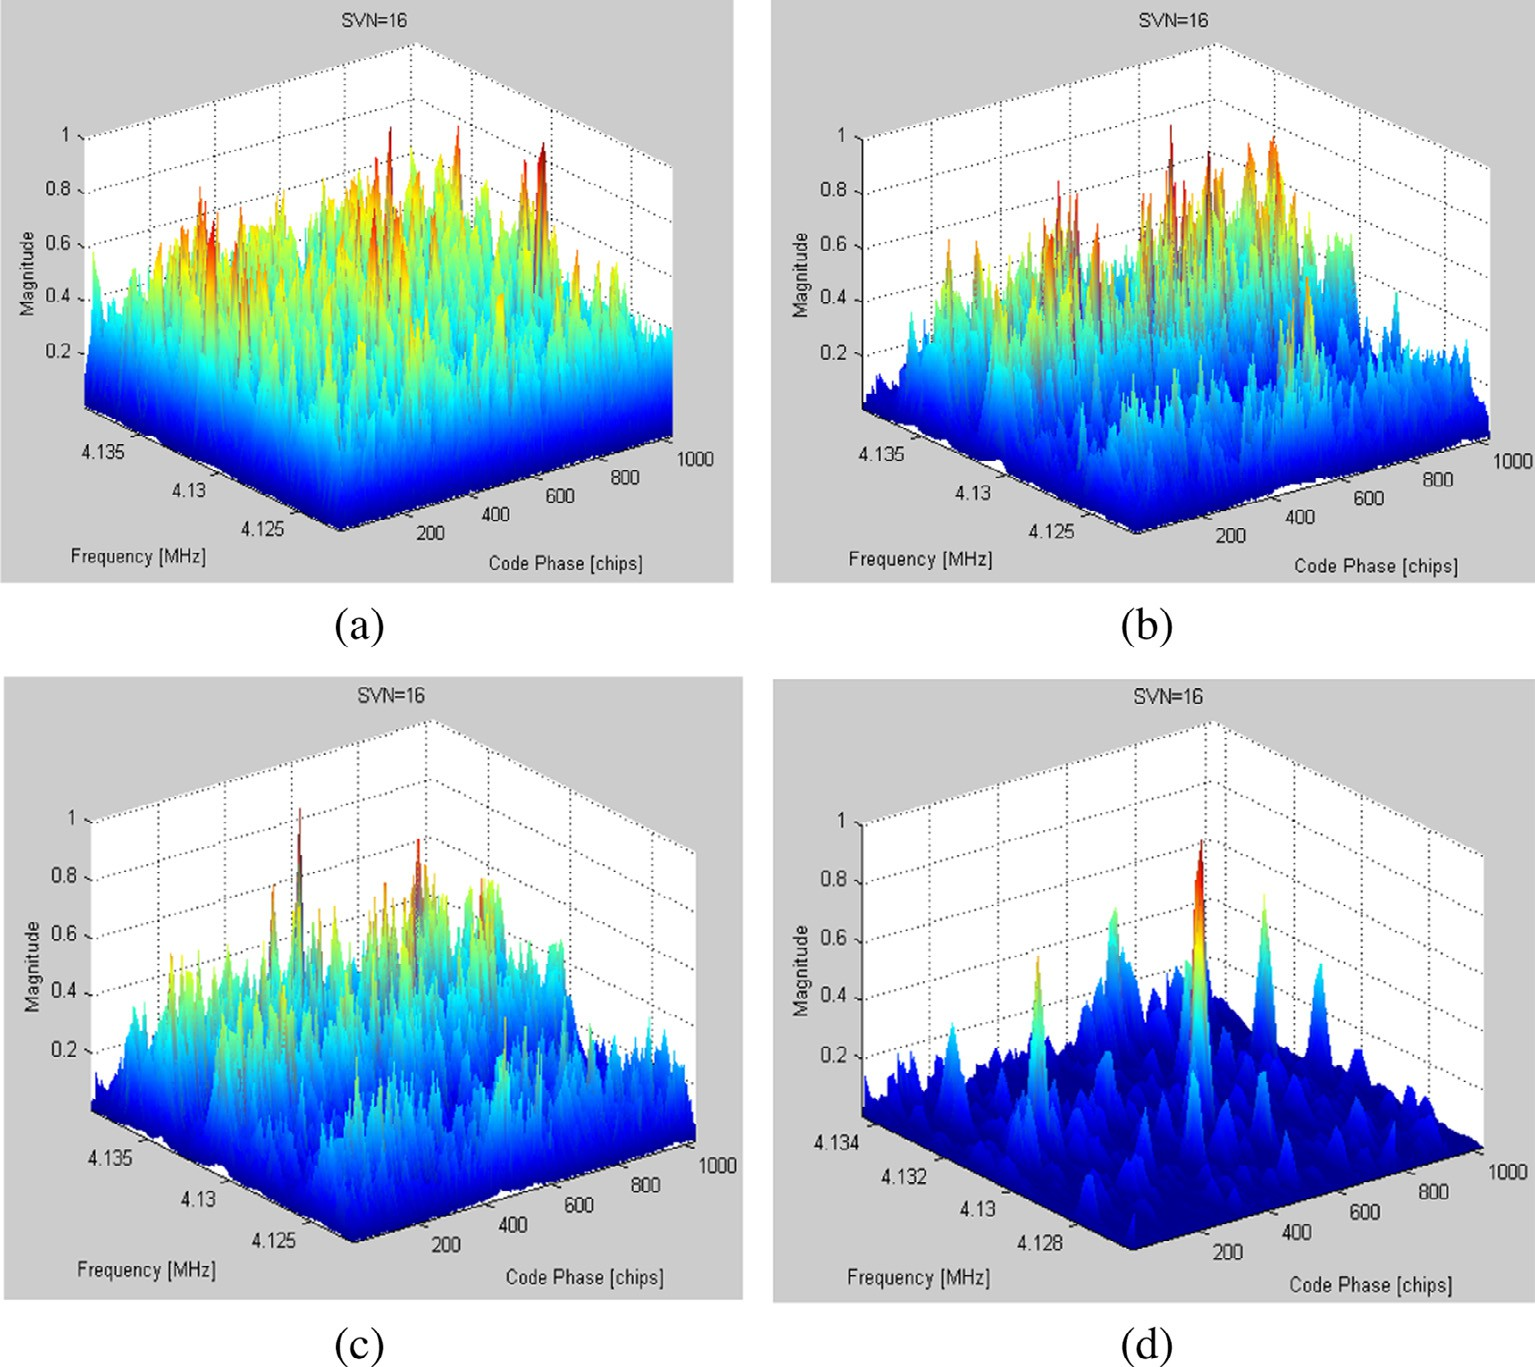 SVN=16
1
0.8
0.6
0.4
0.2
Magnitude
4.135
4.13
4.125
Frequency [MHz]
200
400
600
800
1000
Code Phase [chips]
(a)
SVN=16
1
0.8
0.6
0.4
0.2
Magnitude
4.135
4.13
4.125
Frequency [MHz]
200
400
600
800
1000
Code Phase [chips]
(b)
SVN=16
1
0.8
0.6
0.4
0.2
Magnitude
4.135
4.13
4.125
Frequency [MHz]
200
400
600
800
1000
Code Phase [chips]
(c)
SVN=16
1
0.8
0.6
0.4
0.2
Magnitude
4.134
4.132
4.13
4.128
Frequency [MHz]
200
400
600
800
1000
Code Phase [chips]
(d)